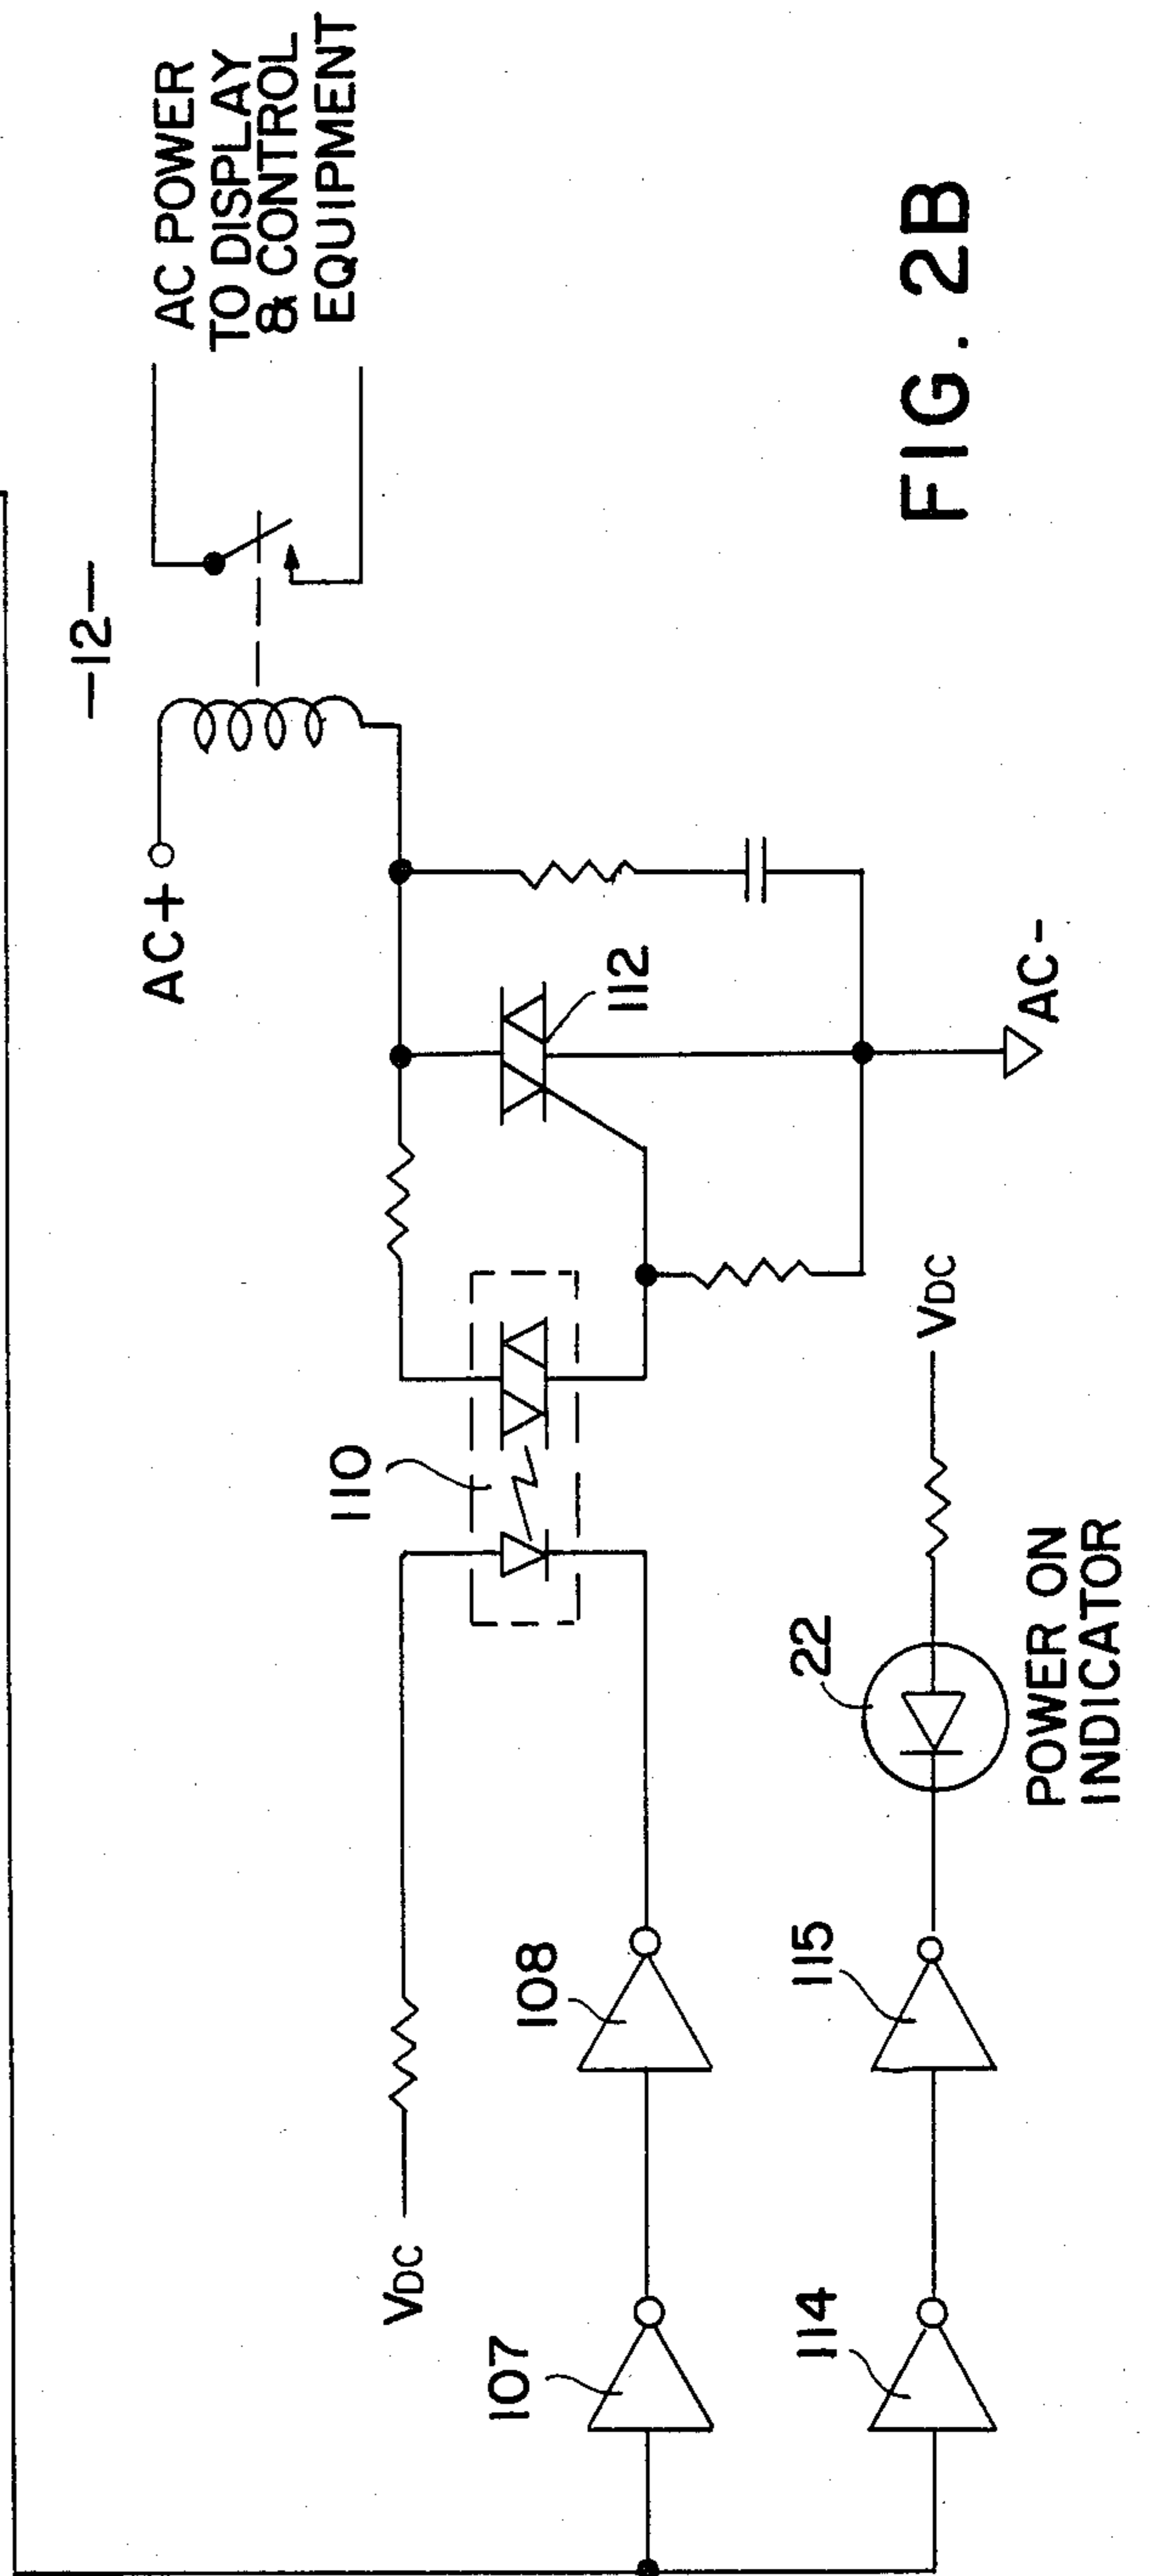 —12—
AC POWER
TO DISPLAY
& CONTROL
EQUIPMENT
AC+
110
112
VDC
107
108
AC-
22
VDC
114
115
POWER ON
INDICATOR
FIG. 2B